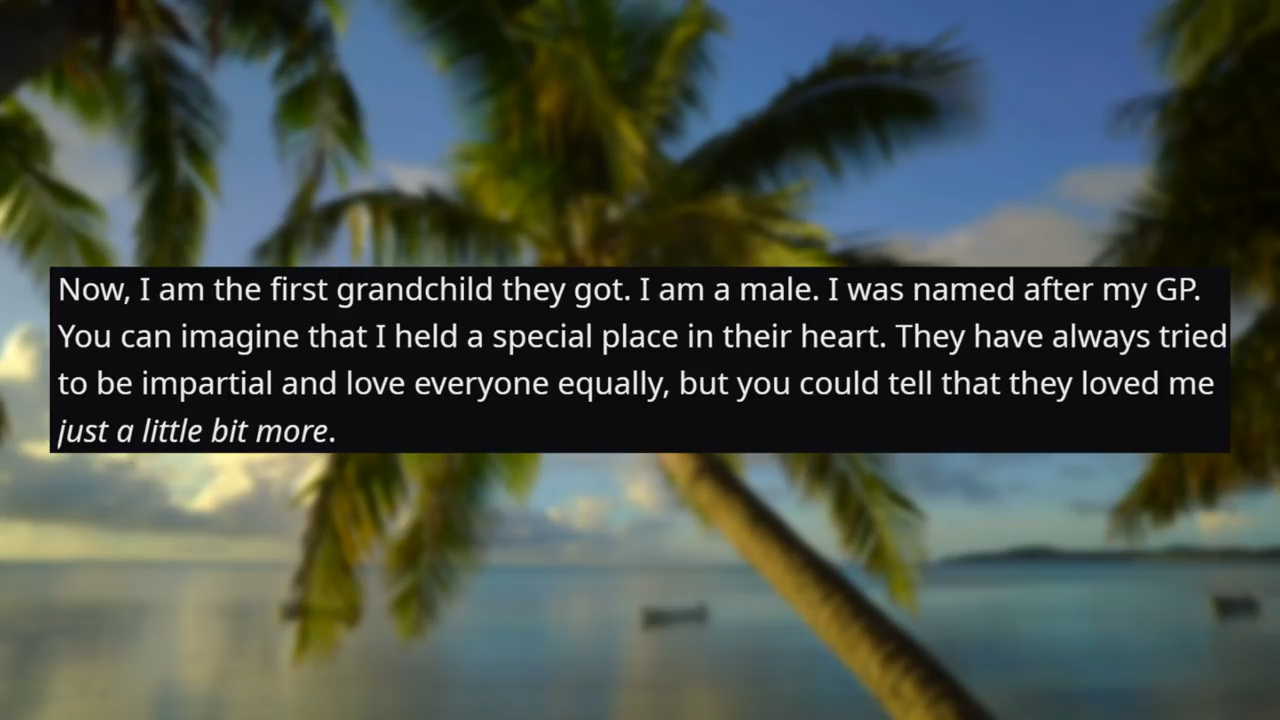 Now, I am the first grandchild they got. I am a male. I was named after my GP.
You can imagine that I held a special place in their heart. They have always tried
to be impartial and love everyone equally, but you could tell that they loved me
just a little bit more.